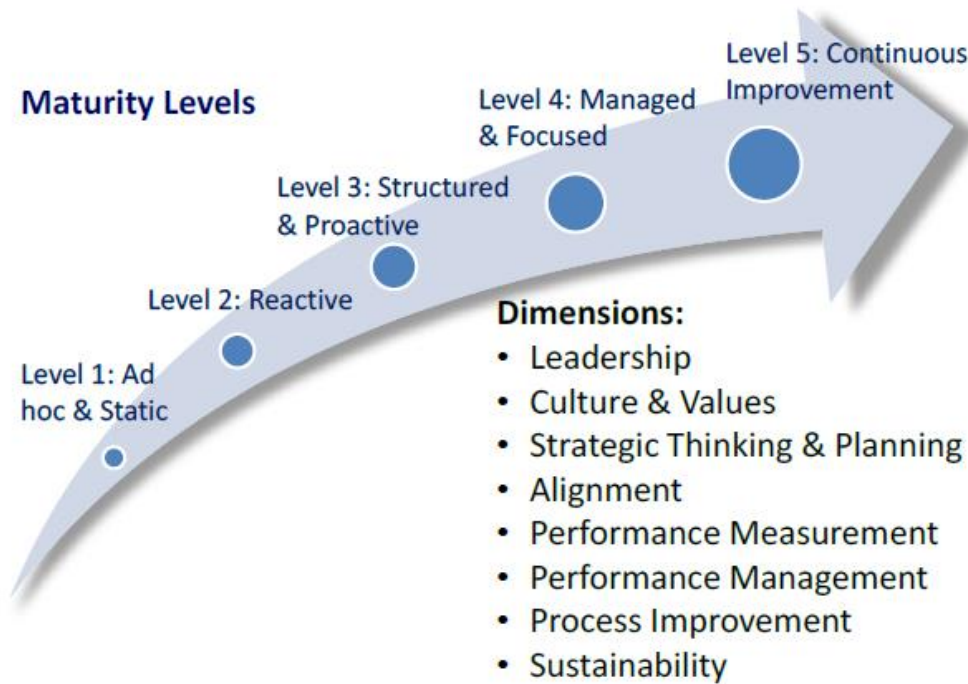 Maturity Levels
Level 5: Continuous
Improvement
Level 4: Managed
& Focused
Level 3: Structured
& Proactive
Level 2: Reactive
Level 1: Ad
hoc & Static
Dimensions:
• Leadership
• Culture & Values
• Strategic Thinking & Planning
• Alignment
• Performance Measurement
• Performance Management
• Process Improvement
• Sustainability